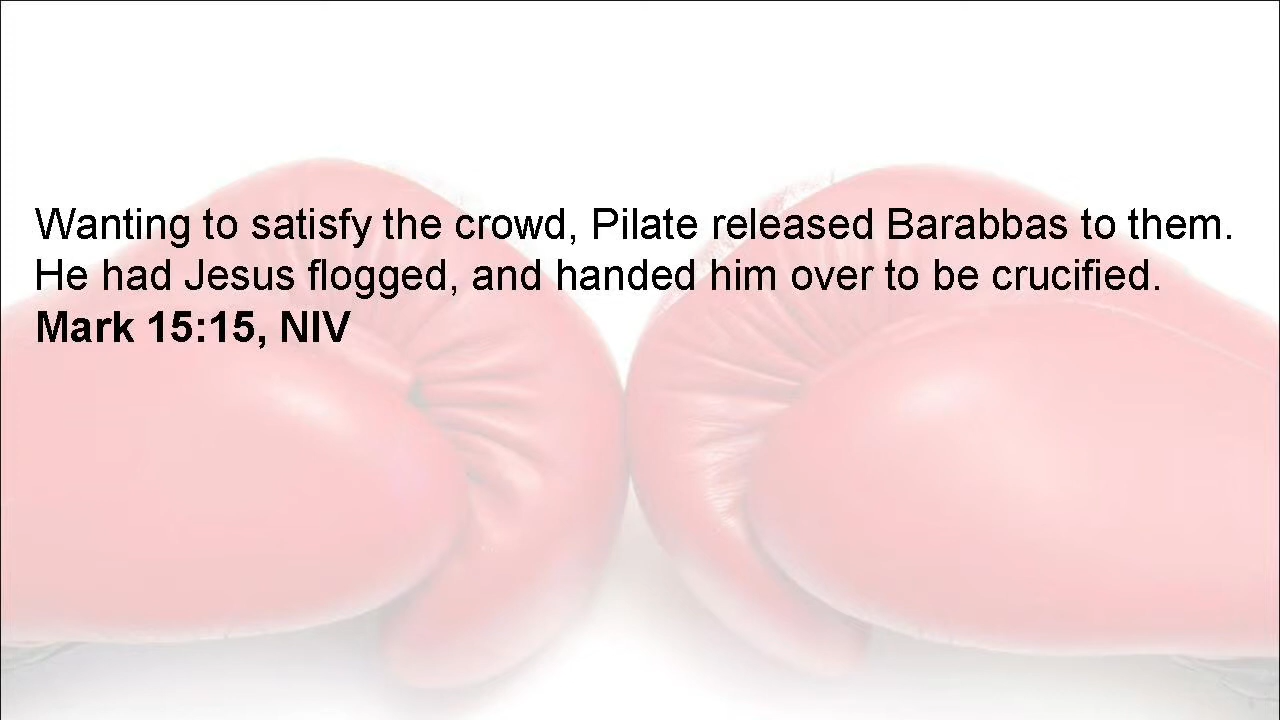 Wanting to satisfy the crowd, Pilate released Barabbas to them.
He had Jesus flogged, and handed him over to be crucified.
Mark 15:15, NIV